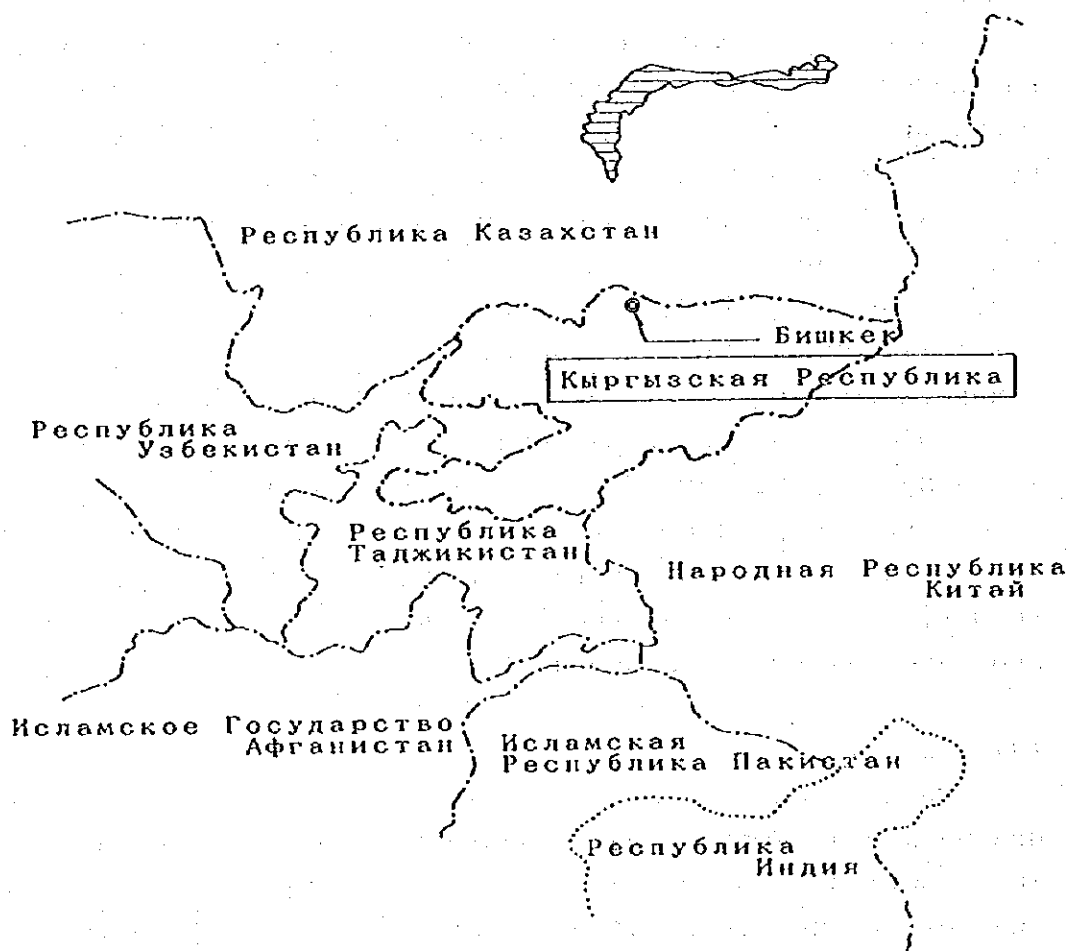 Республика Казахстан
Бишкек
Кыргызская Республика
Республика
Узбекистан
Республика
Таджикистан
Народная Республика
Китай
Исламское Государство
Афганистан
Исламская
Республика Пакистан
Республика
Индия